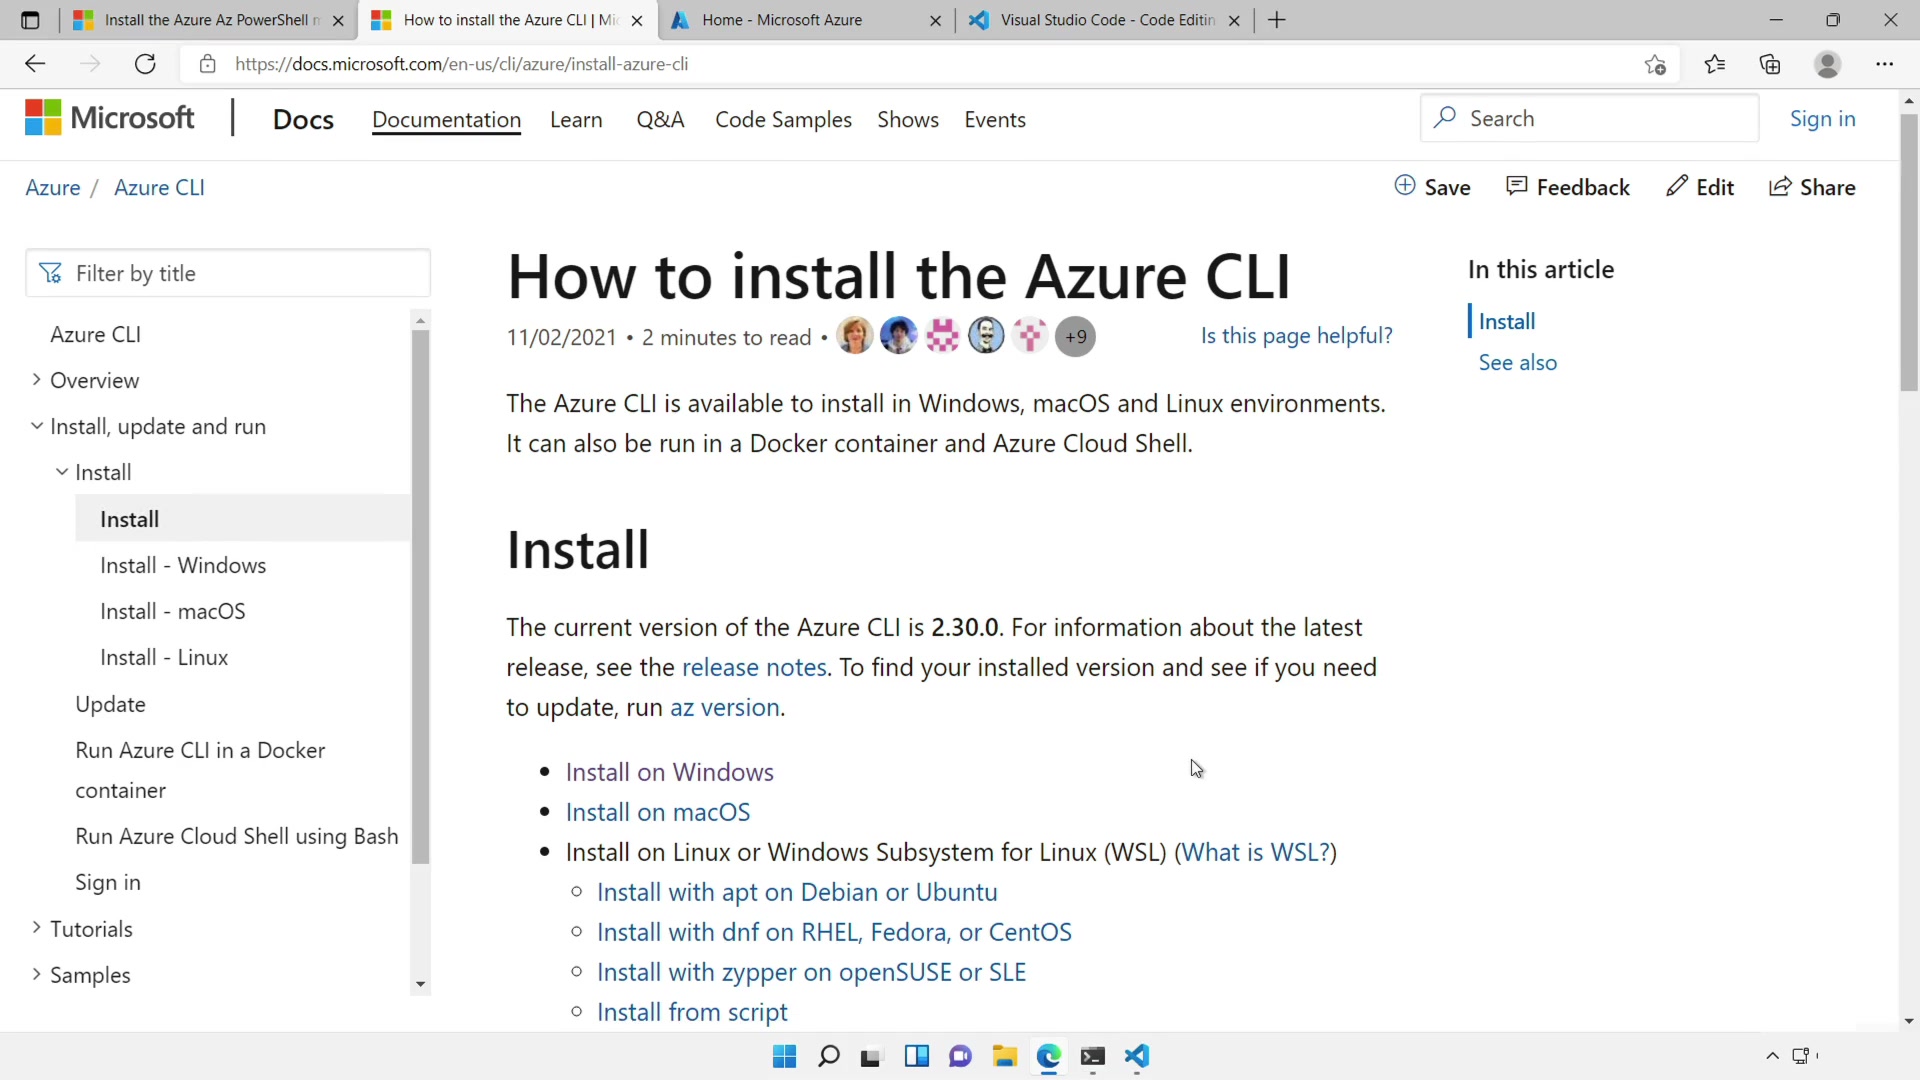 Install the Azure Az PowerShell m
How to install the Azure CLI | Mic
Home - Microsoft Azure
Visual Studio Code - Code Editin
https://docs.microsoft.com/en-us/cli/azure/install-azure-cli
Microsoft
Docs
Documentation
Learn
Q&A
Code Samples
Shows
Events
Search
Sign in
Azure / Azure CLI
Save
Feedback
Edit
Share
Filter by title
Azure CLI
Overview
Install, update and run
Install
Install
Install - Windows
Install - macOS
Install - Linux
Update
Run Azure CLI in a Docker
container
Run Azure Cloud Shell using Bash
Sign in
Tutorials
Samples
How to install the Azure CLI
11/02/2021 • 2 minutes to read •
+9
Is this page helpful?
The Azure CLI is available to install in Windows, macOS and Linux environments.
It can also be run in a Docker container and Azure Cloud Shell.
Install
The current version of the Azure CLI is 2.30.0. For information about the latest
release, see the release notes. To find your installed version and see if you need
to update, run az version.
• Install on Windows
• Install on macOS
• Install on Linux or Windows Subsystem for Linux (WSL) (What is WSL?)
○ Install with apt on Debian or Ubuntu
○ Install with dnf on RHEL, Fedora, or CentOS
○ Install with zypper on openSUSE or SLE
○ Install from script
In this article
Install
See also